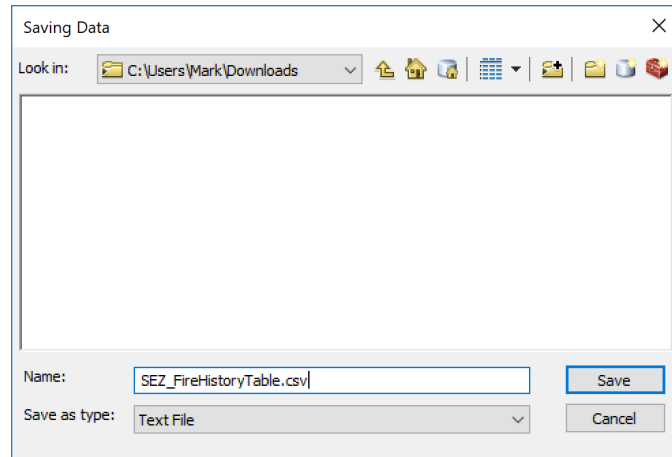 Saving Data
Look in: C:\Users\Mark\Downloads
Name: SEZ_FireHistoryTable.csv Save
Save as type: Text File Cancel